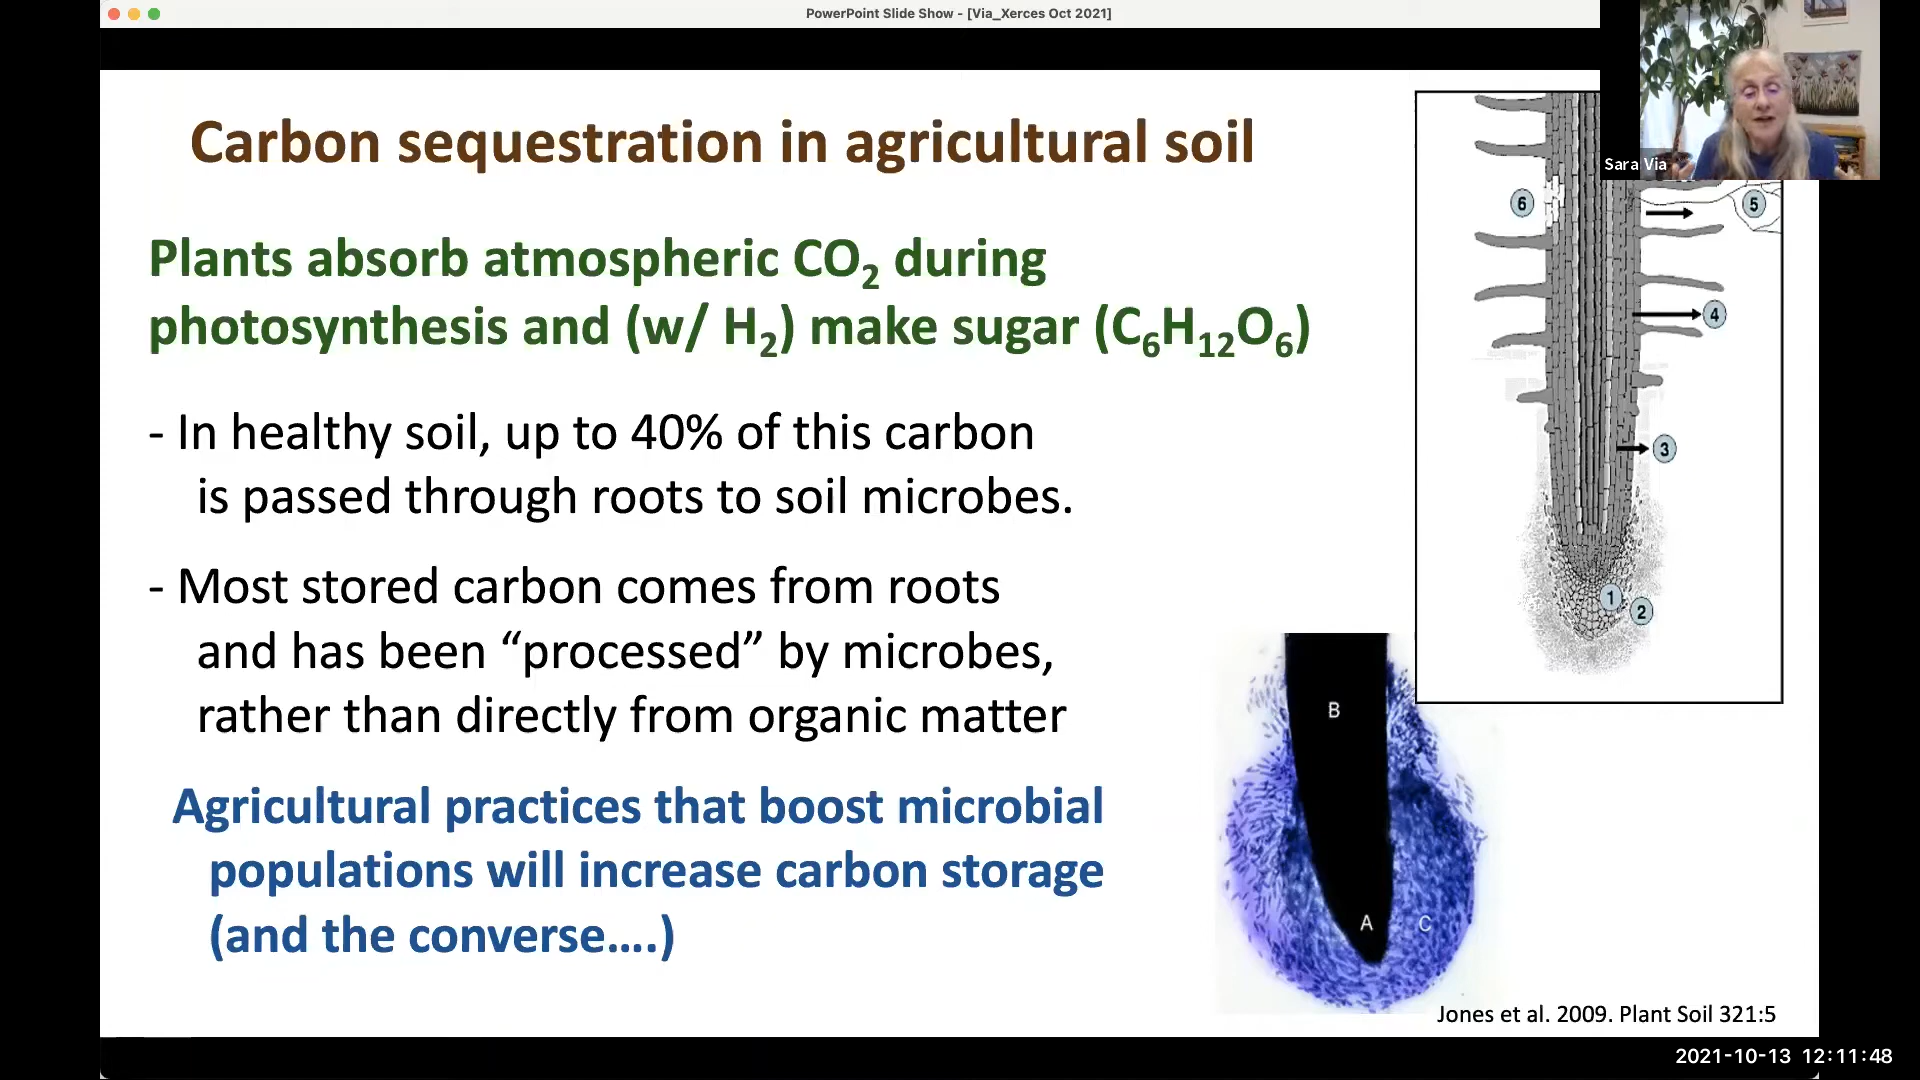 PowerPoint Slide Show - [Via_Xerces Oct 2021]
Sara Via
Carbon sequestration in agricultural soil
Plants absorb atmospheric CO₂ during
photosynthesis and (w/ H₂) make sugar (C₆H₁₂O₆)
- In healthy soil, up to 40% of this carbon
is passed through roots to soil microbes.
- Most stored carbon comes from roots
and has been “processed” by microbes,
rather than directly from organic matter
Agricultural practices that boost microbial
populations will increase carbon storage
(and the converse....)
6
5
4
3
1
2
B
A
C
Jones et al. 2009. Plant Soil 321:5
2021-10-13 12:11:48